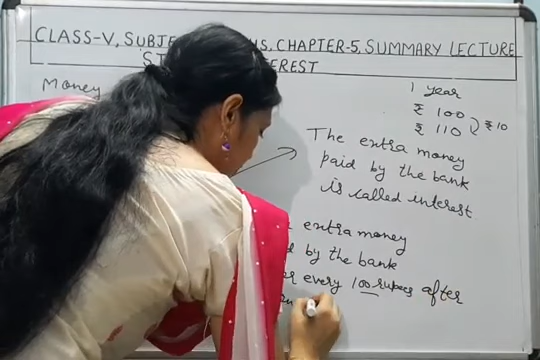 CLASS-V, SUBJE HS, CHAPTER-5, SUMMARY LECTURE
ST EREST
Money
1 year
₹ 100
₹ 110
₹ 10
The extra money
paid by the bank
is called interest.
extra money
by the bank
every 100 rupees after